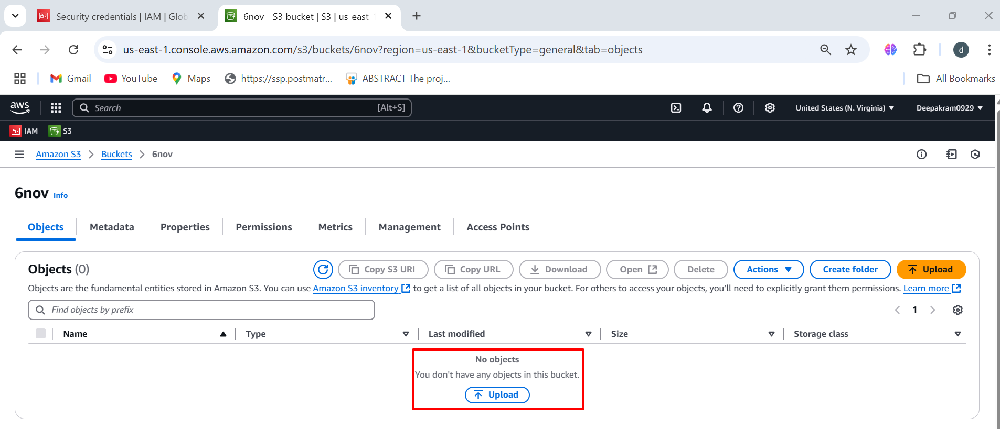 Security credentials | IAM | Glob
6nov - S3 bucket | S3 | us-east-1
us-east-1.console.aws.amazon.com/s3/buckets/6nov?region=us-east-1&bucketType=general&tab=objects
d
Gmail YouTube Maps https://ssp.postmatr... ABSTRACT The proj... All Bookmarks
aws Search [Alt+S] United States (N. Virginia) Deepakram0929
IAM S3
Amazon S3 Buckets 6nov
6nov Info
Objects Metadata Properties Permissions Metrics Management Access Points
Objects (0) Copy S3 URI Copy URL Download Open Delete Actions Create folder Upload
Objects are the fundamental entities stored in Amazon S3. You can use Amazon S3 inventory to get a list of all objects in your bucket. For others to access your objects, you’ll need to explicitly grant them permissions. Learn more
Find objects by prefix 1
Name Type Last modified Size Storage class
No objects
You don't have any objects in this bucket.
Upload